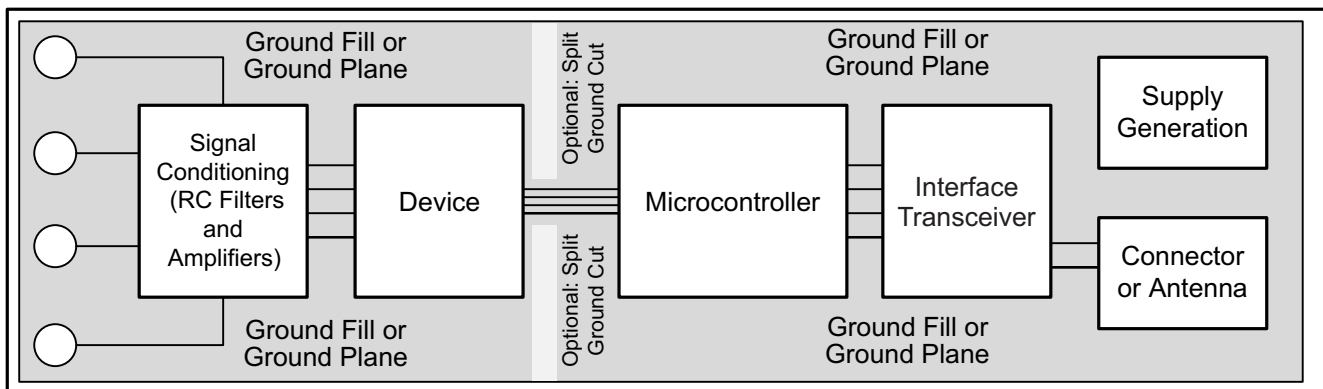 Ground Fill or
Ground Plane
Optional: Split
Ground Cut
Ground Fill or
Ground Plane
Supply
Generation
Signal
Conditioning
(RC Filters
and
Amplifiers)
Device
Microcontroller
Interface
Transceiver
Connector
or Antenna
Ground Fill or
Ground Plane
Optional: Split
Ground Cut
Ground Fill or
Ground Plane